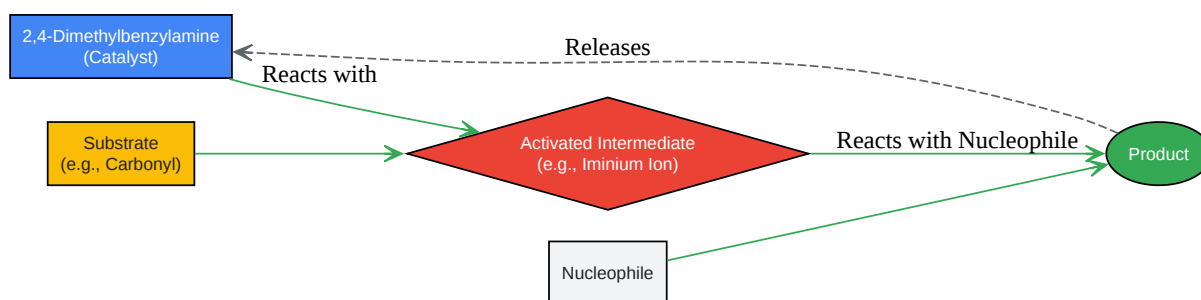 2,4-Dimethylbenzylamine
(Catalyst)
Releases
Reacts with
Substrate
(e.g., Carbonyl)
Activated Intermediate
(e.g., Iminium Ion)
Reacts with Nucleophile
Product
Nucleophile